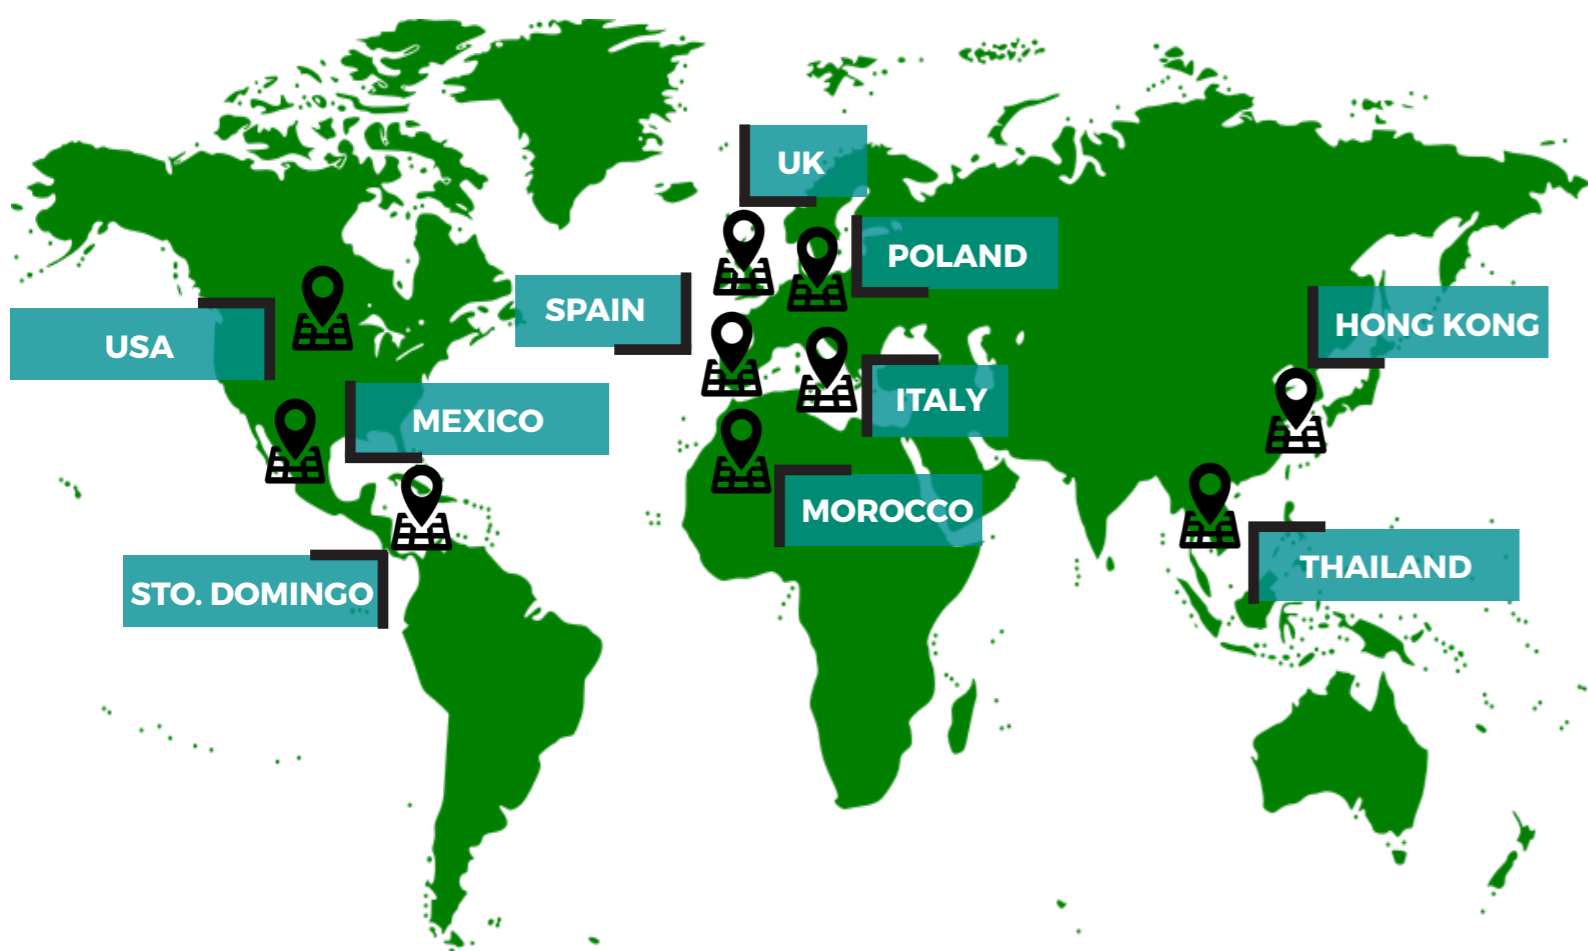 UK
POLAND
SPAIN
HONG KONG
USA
ITALY
MEXICO
MOROCCO
THAILAND
STO. DOMINGO